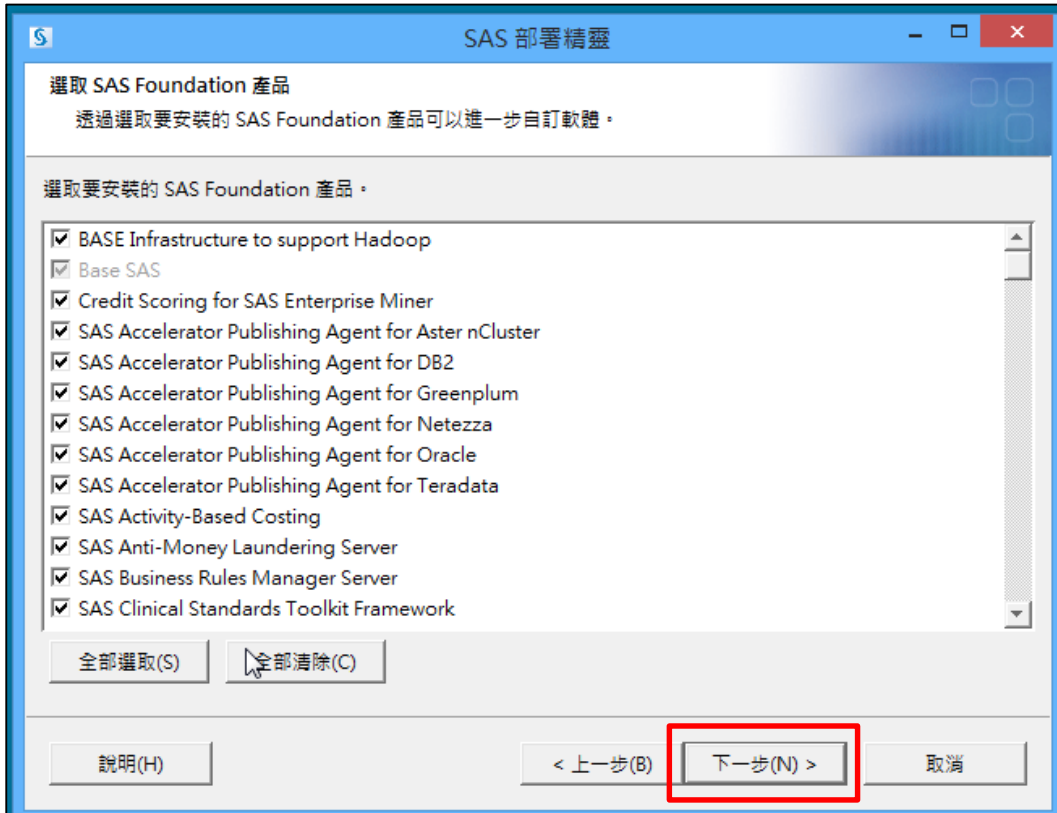 SAS 部署精靈
選取 SAS Foundation 產品
透過選取要安裝的 SAS Foundation 產品可以進一步自訂軟體。
選取要安裝的 SAS Foundation 產品。
BASE Infrastructure to support Hadoop
Base SAS
Credit Scoring for SAS Enterprise Miner
SAS Accelerator Publishing Agent for Aster nCluster
SAS Accelerator Publishing Agent for DB2
SAS Accelerator Publishing Agent for Greenplum
SAS Accelerator Publishing Agent for Netezza
SAS Accelerator Publishing Agent for Oracle
SAS Accelerator Publishing Agent for Teradata
SAS Activity-Based Costing
SAS Anti-Money Laundering Server
SAS Business Rules Manager Server
SAS Clinical Standards Toolkit Framework
全部選取(S) 全部清除(C)
說明(H) < 上一步(B) 下一步(N) > 取消